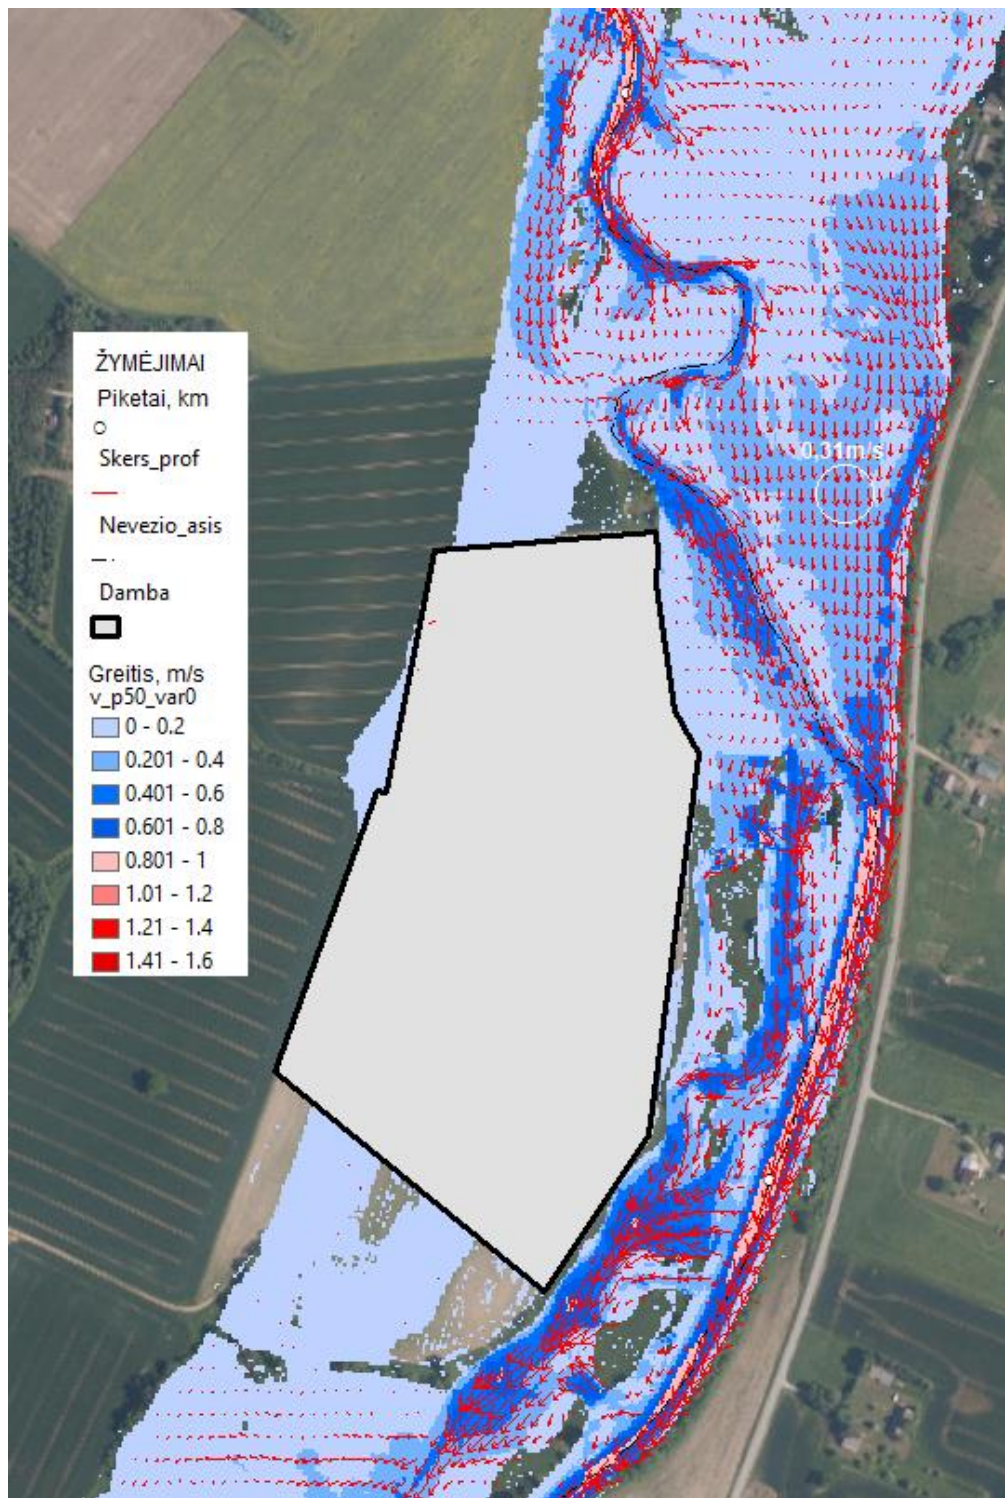 0,31m/s
ŽYMĖJIMAI
Piketai, km
Skers_prof
Nevezio_asis
Damba
Greitis, m/s
v_p50_var0
0 - 0.2
0.201 - 0.4
0.401 - 0.6
0.601 - 0.8
0.801 - 1
1.01 - 1.2
1.21 - 1.4
1.41 - 1.6